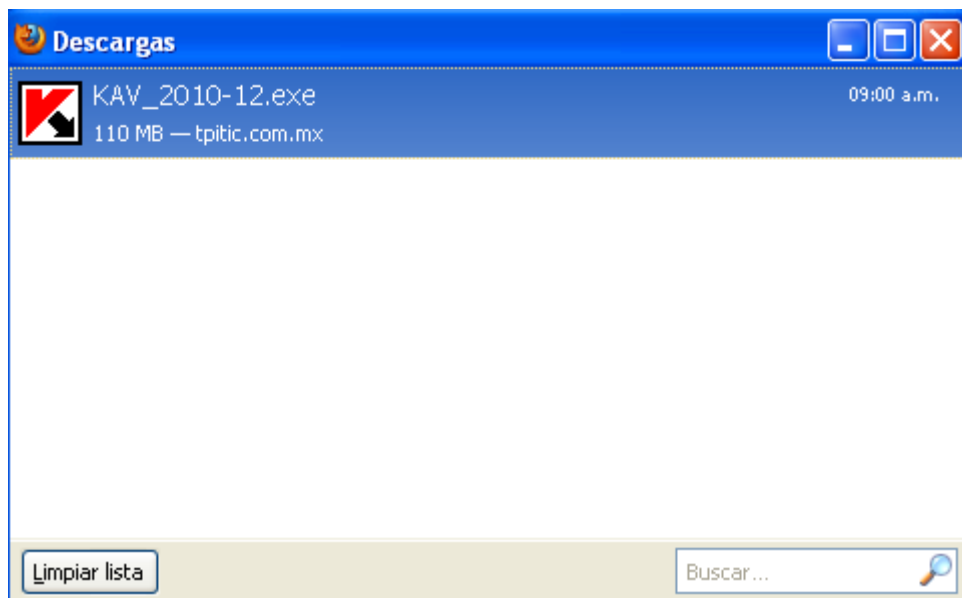 Descargas
KAV_2010-12.exe
09:00 a.m.
110 MB — tpitic.com.mx
Limpiar lista
Buscar...